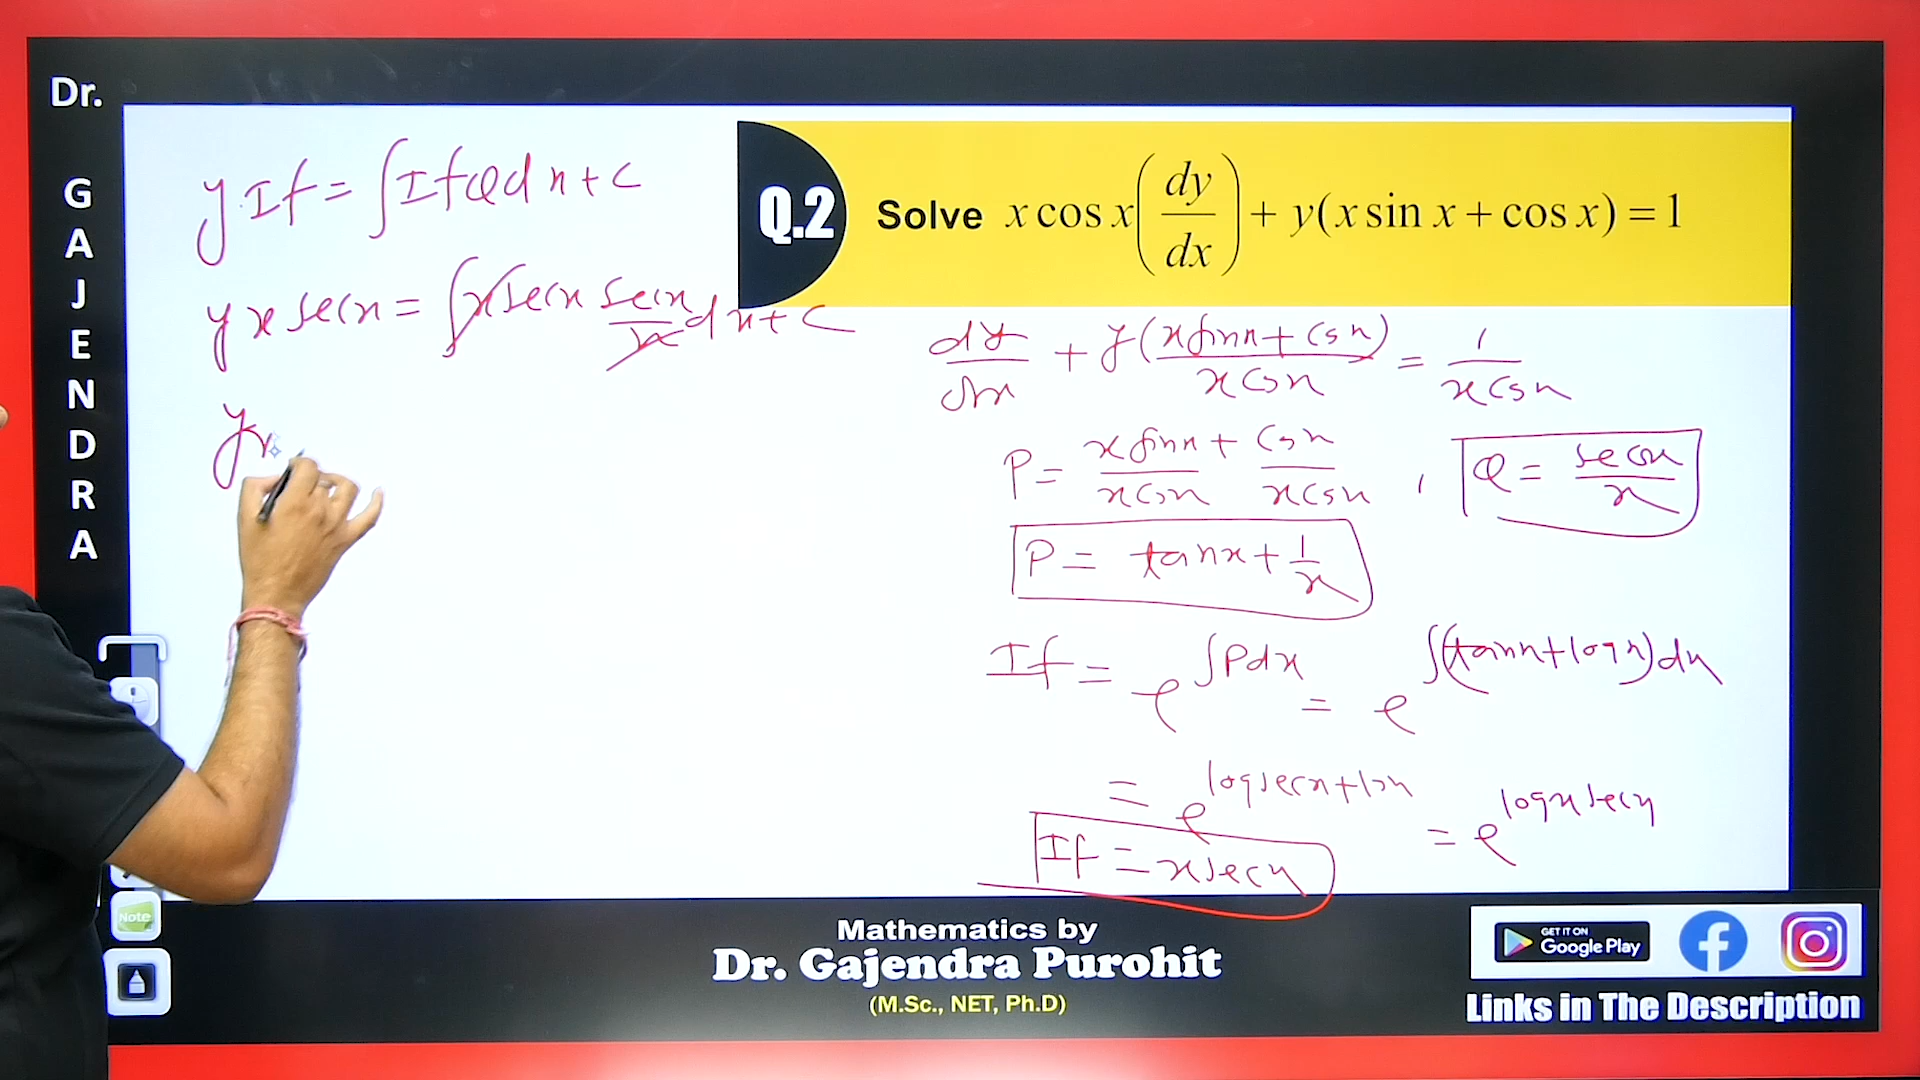 Dr.
GAJENDRA
y.If = ∫If Q dx + c
y x secx = ∫x secx secx/x dx + c
yx
Q.2 Solve x cos x(dy/dx) + y(x sin x + cos x) = 1
dy/dx + y(x sinx + cosx)/x cosx = 1/x cosx
P = x sinx/x cosx + cosx/x cosx , Q = secx/x
P = tanx + 1/x
If = e^∫Pdx = e^∫(tanx+logx)dx
= e^logsecx+logx = e^logx secx
If = x secx
Note
Mathematics by
Dr. Gajendra Purohit
(M.Sc., NET, Ph.D)
GET IT ON
Google Play
Links in The Description